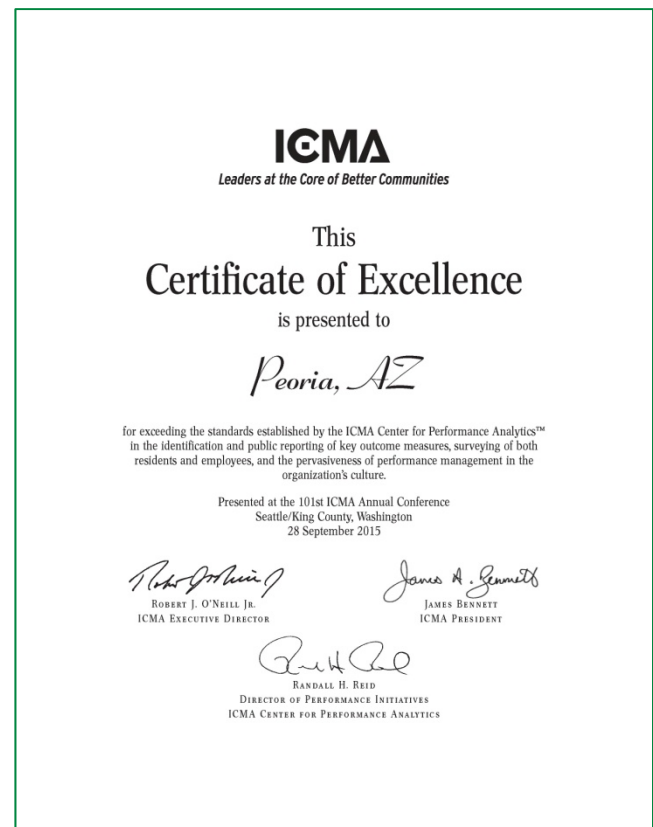 ICMA
Leaders at the Core of Better Communities
This
Certificate of Excellence
is presented to
Peoria, AZ
for exceeding the standards established by the ICMA Center for Performance Analytics™
in the identification and public reporting of key outcome measures, surveying of both
residents and employees, and the pervasiveness of performance management in the
organization's culture.
Presented at the 101st ICMA Annual Conference
Seattle/King County, Washington
28 September 2015
Robert J. O'Neill Jr.
ICMA Executive Director
James A. Bennett
James Bennett
ICMA President
Randall H. Reid
Director of Performance Initiatives
ICMA Center for Performance Analytics